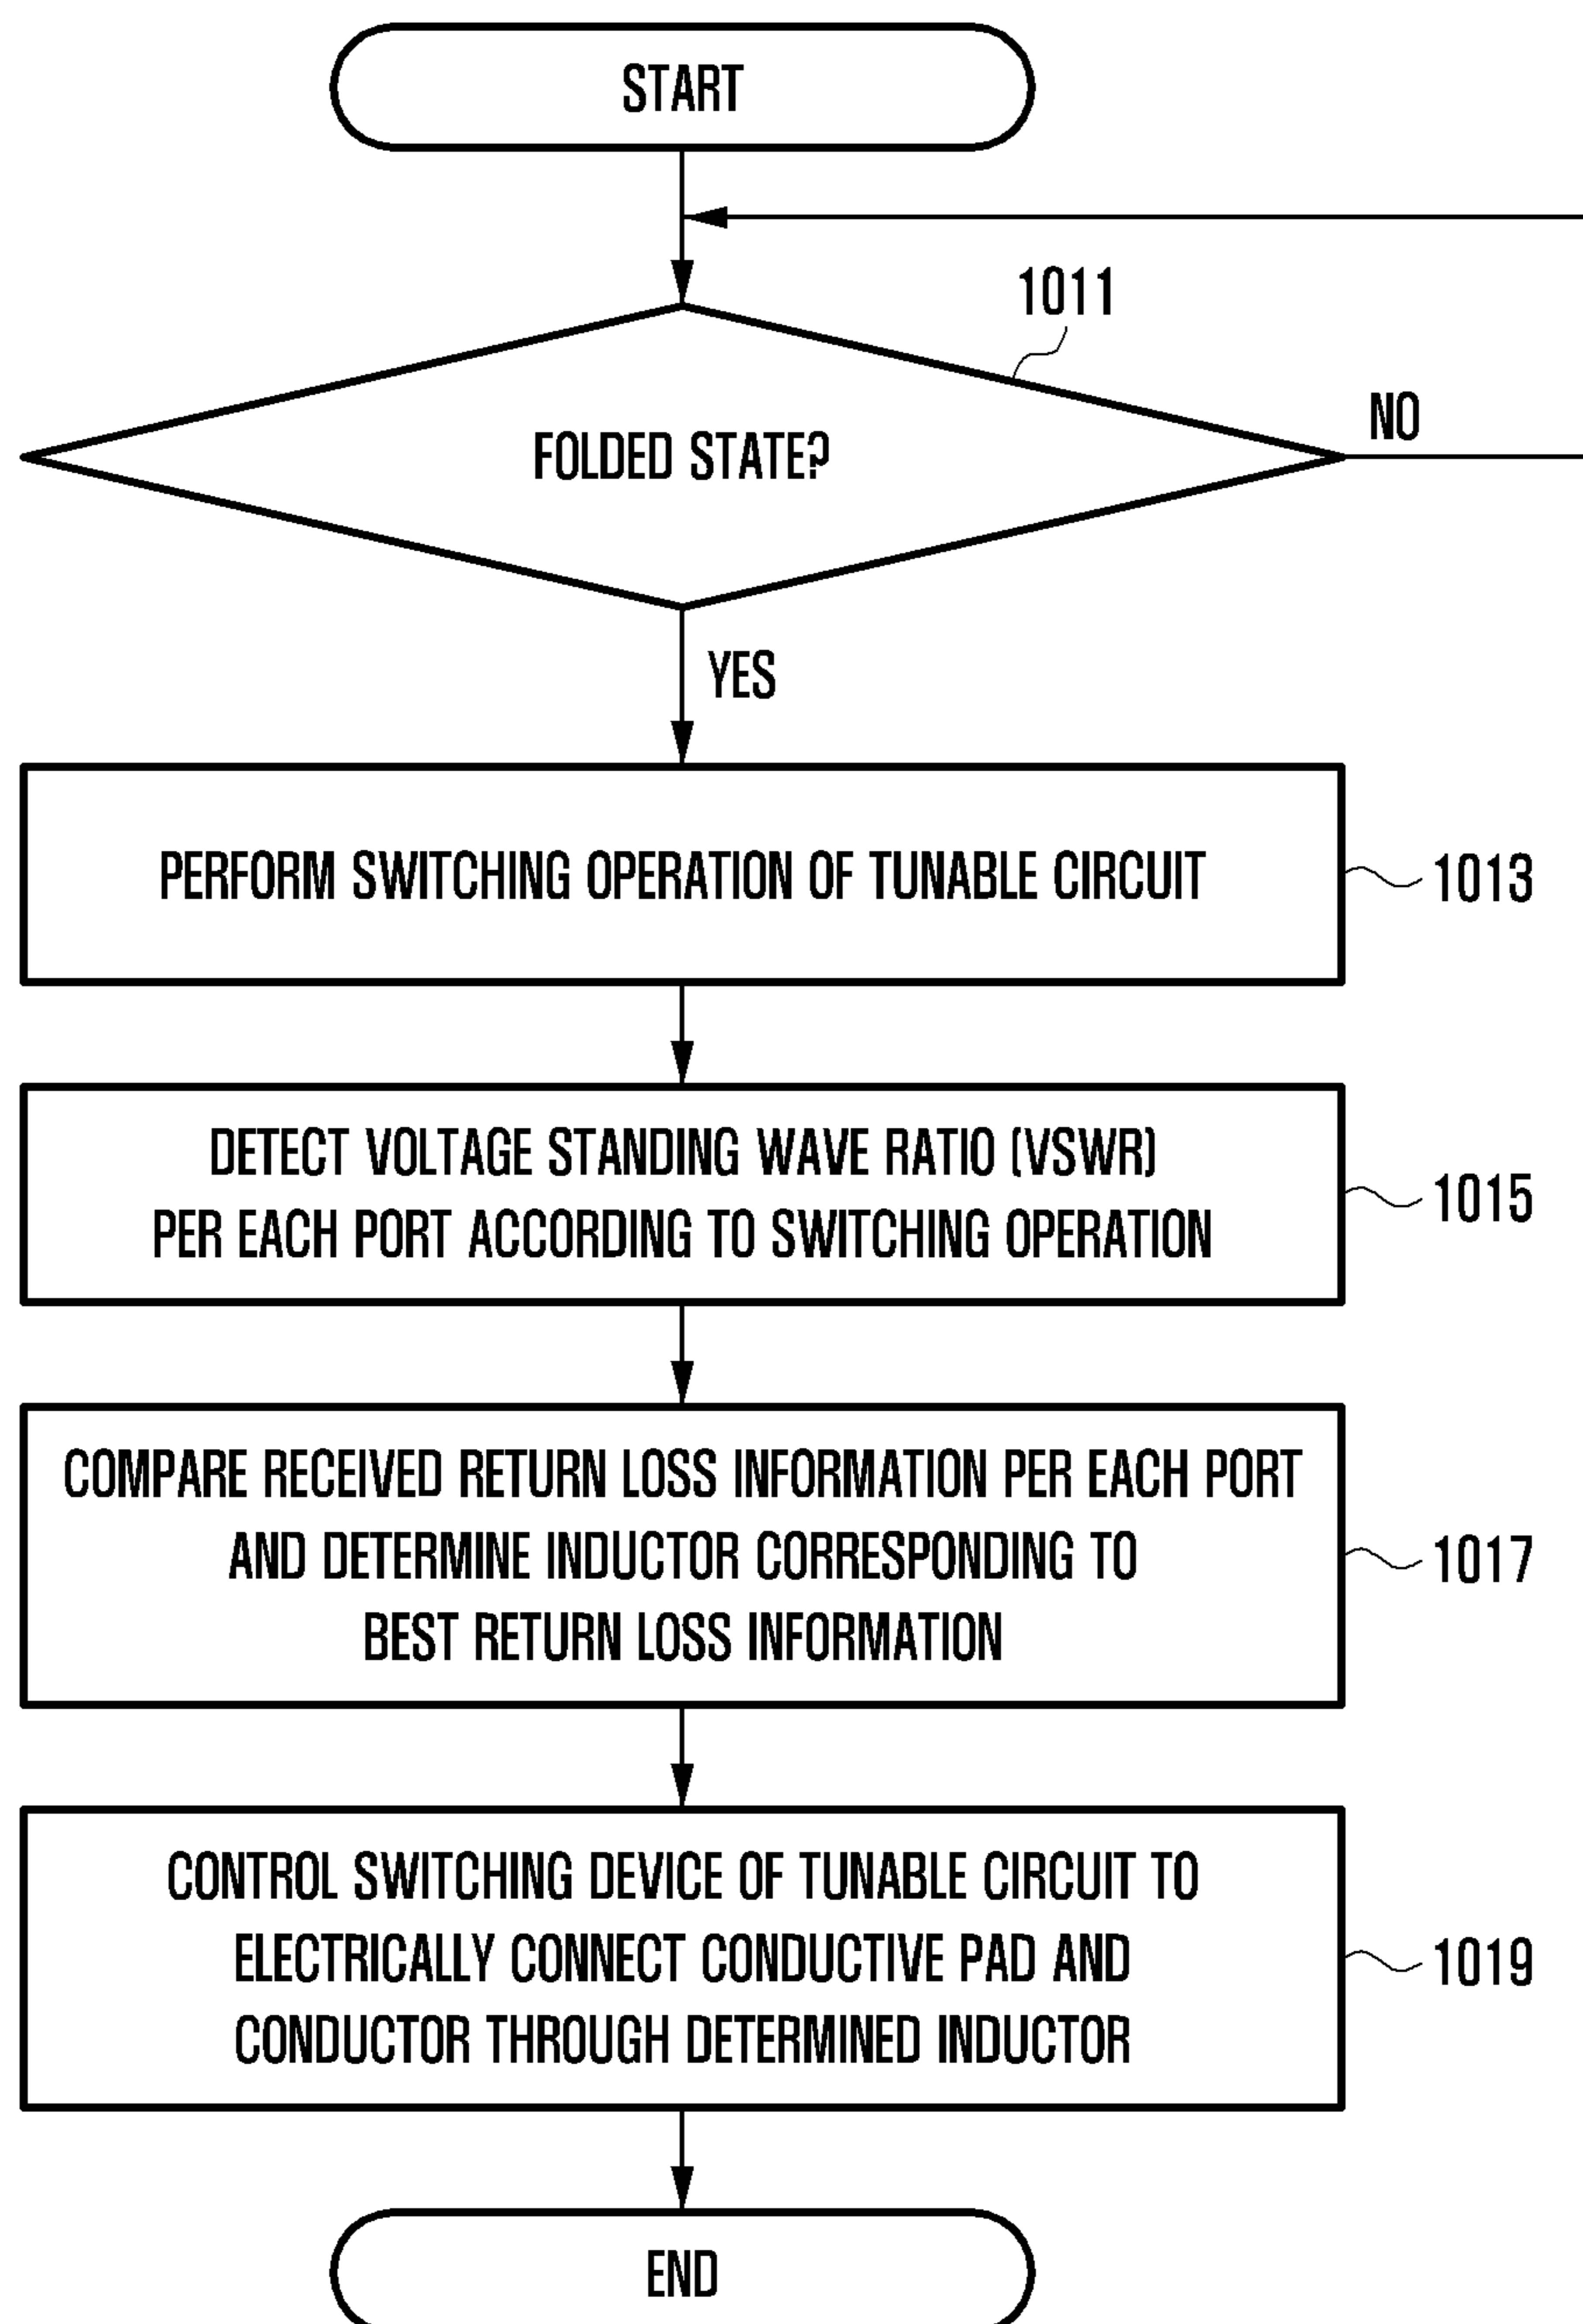 START
1011
FOLDED STATE?
NO
YES
PERFORM SWITCHING OPERATION OF TUNABLE CIRCUIT
1013
DETECT VOLTAGE STANDING WAVE RATIO (VSWR)
PER EACH PORT ACCORDING TO SWITCHING OPERATION
1015
COMPARE RECEIVED RETURN LOSS INFORMATION PER EACH PORT
AND DETERMINE INDUCTOR CORRESPONDING TO
BEST RETURN LOSS INFORMATION
1017
CONTROL SWITCHING DEVICE OF TUNABLE CIRCUIT TO
ELECTRICALLY CONNECT CONDUCTIVE PAD AND
CONDUCTOR THROUGH DETERMINED INDUCTOR
1019
END